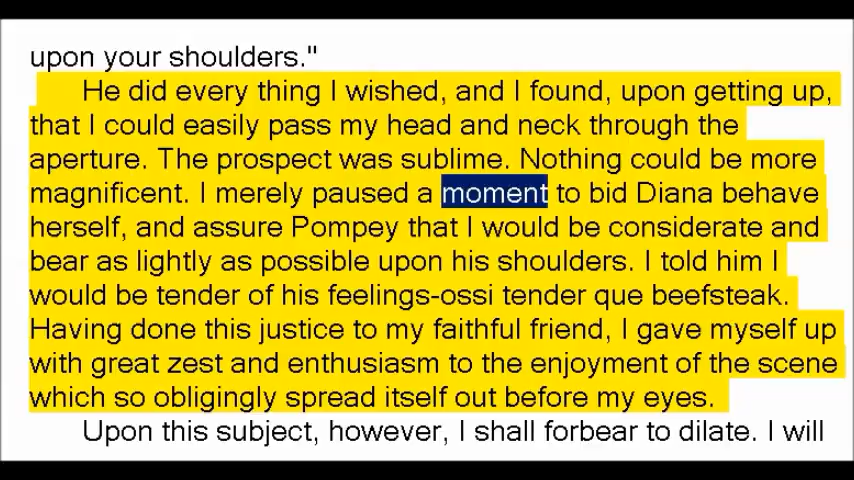 upon your shoulders."
He did every thing I wished, and I found, upon getting up,
that I could easily pass my head and neck through the
aperture. The prospect was sublime. Nothing could be more
magnificent. I merely paused a moment to bid Diana behave
herself, and assure Pompey that I would be considerate and
bear as lightly as possible upon his shoulders. I told him I
would be tender of his feelings-ossi tender que beefsteak.
Having done this justice to my faithful friend, I gave myself up
with great zest and enthusiasm to the enjoyment of the scene
which so obligingly spread itself out before my eyes.
Upon this subject, however, I shall forbear to dilate. I will